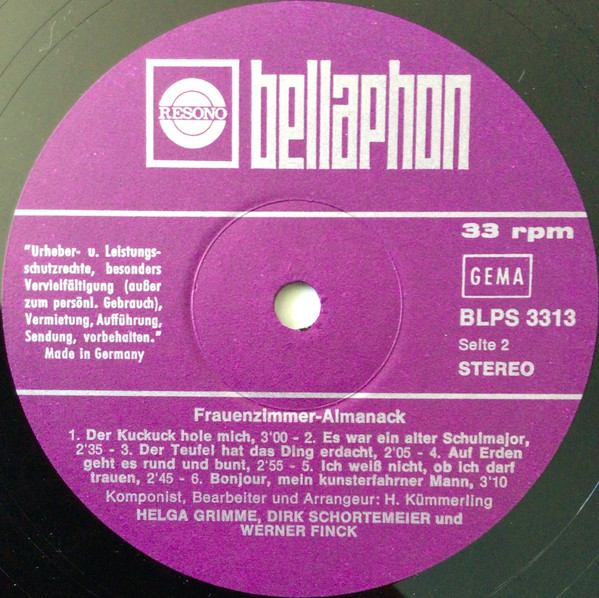 RESONO
bellaphon
33 rpm
"Urheber- u. Leistungs-
schutzrechte, besonders
Vervielfältigung (außer
zum persönl. Gebrauch),
Vermietung, Aufführung,
Sendung, vorbehalten."
Made in Germany
GEMA
BLPS 3313
Seite 2
STEREO
Frauenzimmer-Almanack
1. Der Kuckuck hole mich, 3'00 - 2. Es war ein alter Schulmajor,
2'35 - 3. Der Teufel hat das Ding erdacht, 2'05 - 4. Auf Erden
geht es rund und bunt, 2'55 - 5. Ich weiß nicht, ob ich darf
trauen, 2'45 - 6. Bonjour, mein kunsterfahrner Mann, 3'10
Komponist, Bearbeiter und Arrangeur: H. Kümmerling
HELGA GRIMME, DIRK SCHORTEMEIER und
WERNER FINCK